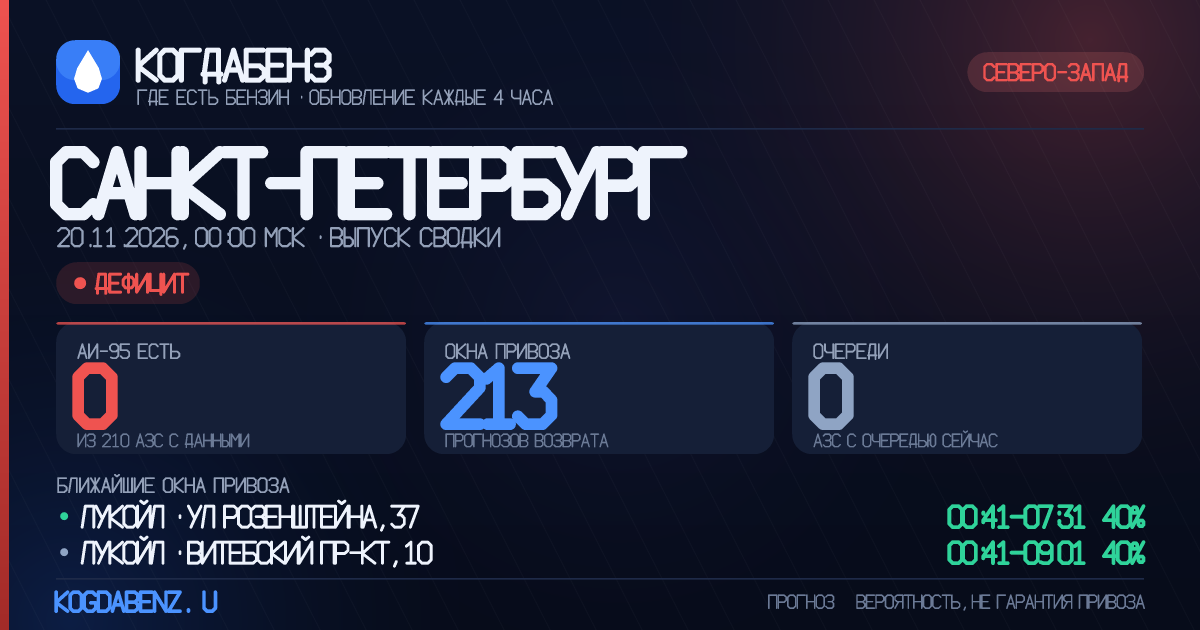 КОГДАБЕНЗ
ГДЕ ЕСТЬ БЕНЗИН · ОБНОВЛЕНИЕ КАЖДЫЕ 4 ЧАСА
СЕВЕРО-ЗАПАД
САНКТ-ПЕТЕРБУРГ
20.11.2026, 00:00 МСК · ВЫПУСК СВОДКИ
ДЕФИЦИТ
АИ-95 ЕСТЬ
0
ИЗ 210 АЗС С ДАННЫМИ
ОКНА ПРИВОЗА
213
ПРОГНОЗОВ ВОЗВРАТА
ОЧЕРЕДИ
0
АЗС С ОЧЕРЕДЬЮ СЕЙЧАС
БЛИЖАЙШИЕ ОКНА ПРИВОЗА
• ЛУКОЙЛ · УЛ РОЗЕНШТЕЙНА, 37 00:41-07:31 40%
• ЛУКОЙЛ · ВИТЕБСКИЙ ПР-КТ, 10 00:41-09:01 40%
KOGDABENZ. U
ПРОГНОЗ ВЕРОЯТНОСТЬ, НЕ ГАРАНТИЯ ПРИВОЗА